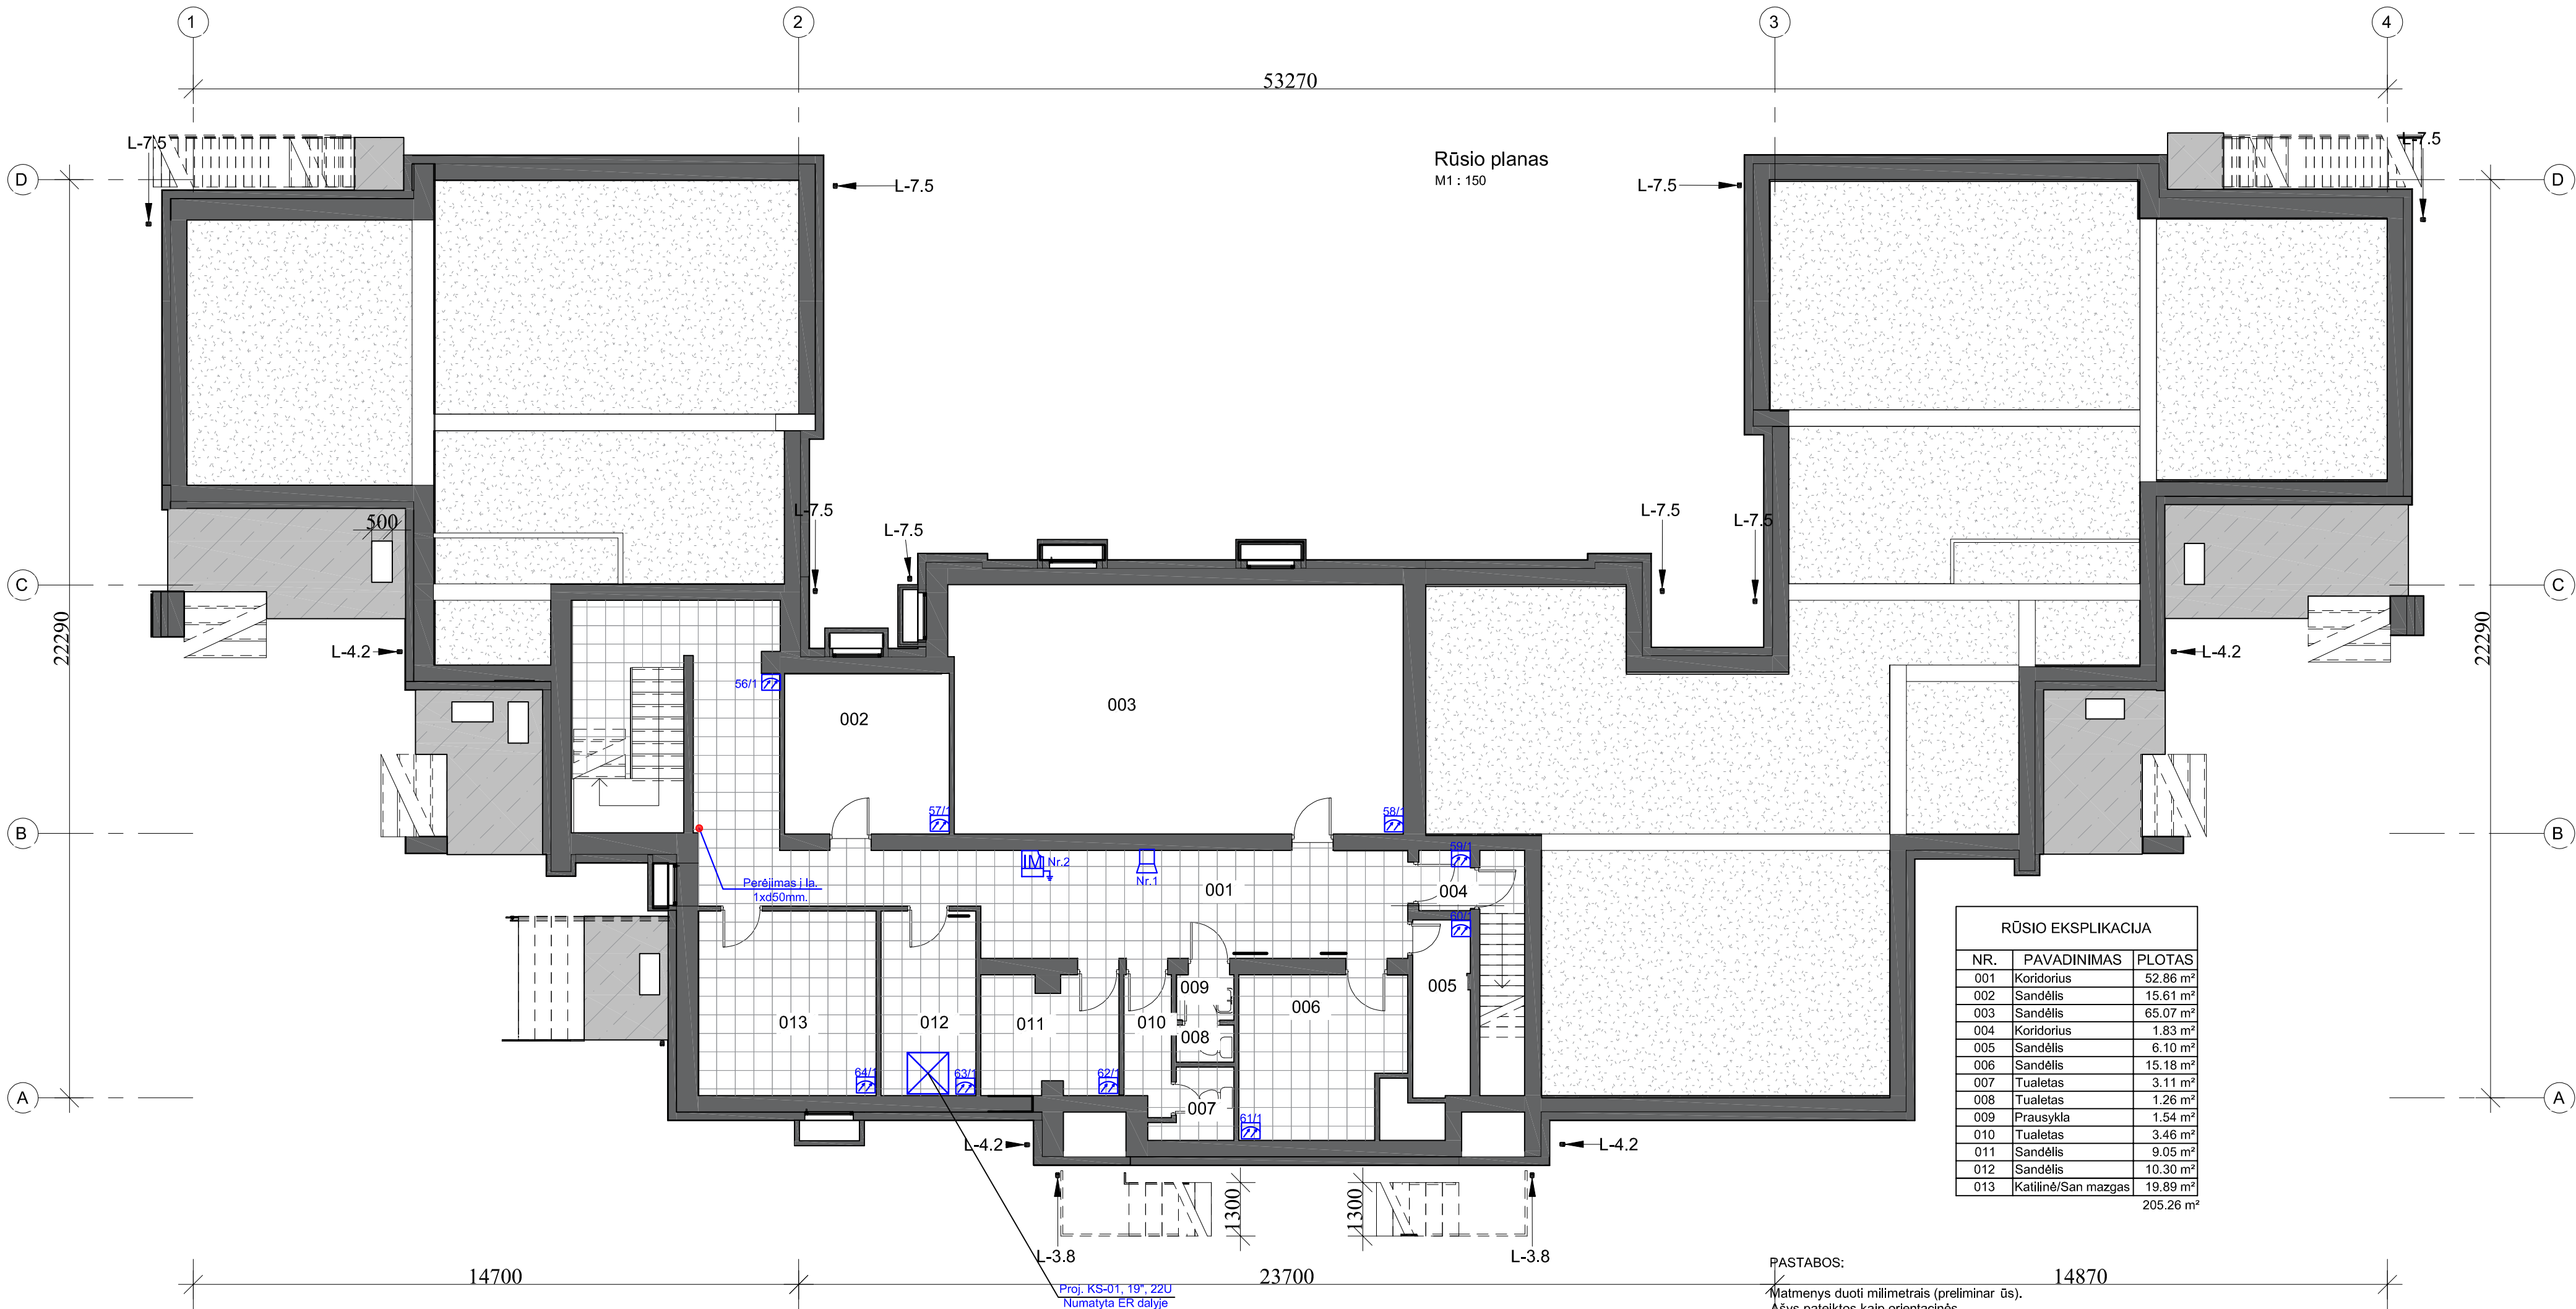 1
2
3
4
53270
Rūsio planas
M1 : 150
L-7.5
L-7.5
L-7.5
L-7.5
D
D
500
L-7.5
L-7.5
L-7.5
L-7.5
C
C
22290
22290
L-4.2
L-4.2
56/1
002
003
57/1
58/1
B
B
59/1
IM
Nr.2
Nr.1
001
004
Perėjimas į Ia.
1xd50mm.
60/1
013
012
011
010
009
008
007
006
005
64/1
63/1
62/1
61/1
A
A
RŪSIO EKSPLIKACIJA
NR. PAVADINIMAS PLOTAS
001 Koridorius 52.86 m²
002 Sandėlis 15.61 m²
003 Sandėlis 65.07 m²
004 Koridorius 1.83 m²
005 Sandėlis 6.10 m²
006 Sandėlis 15.18 m²
007 Tualetas 3.11 m²
008 Tualetas 1.26 m²
009 Prausykla 1.54 m²
010 Tualetas 3.46 m²
011 Sandėlis 9.05 m²
012 Sandėlis 10.30 m²
013 Katilinė/San mazgas 19.89 m²
205.26 m²
L-4.2
L-4.2
1300
1300
L-3.8
L-3.8
14700
23700
14870
Proj. KS-01, 19", 22U
Numatyta ER dalyje
PASTABOS:
Matmenys duoti milimetrais (preliminar ūs).
Ašys pateiktos kaip orientacinės